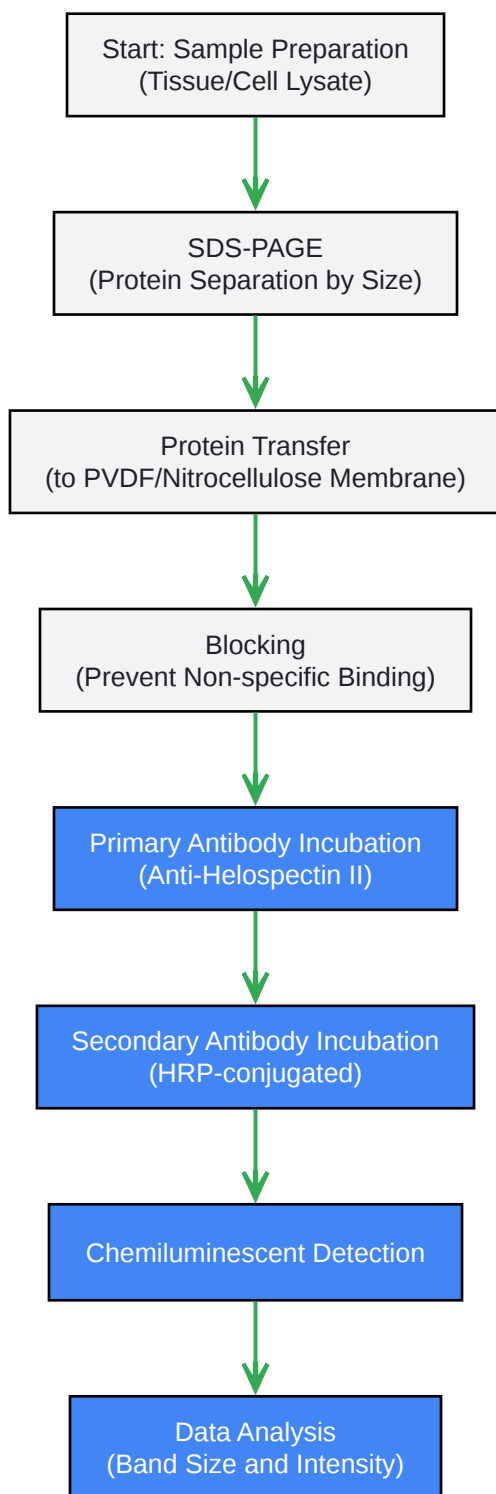 Start: Sample Preparation
(Tissue/Cell Lysate)
SDS-PAGE
(Protein Separation by Size)
Protein Transfer
(to PVDF/Nitrocellulose Membrane)
Blocking
(Prevent Non-specific Binding)
Primary Antibody Incubation
(Anti-Helospectin II)
Secondary Antibody Incubation
(HRP-conjugated)
Chemiluminescent Detection
Data Analysis
(Band Size and Intensity)